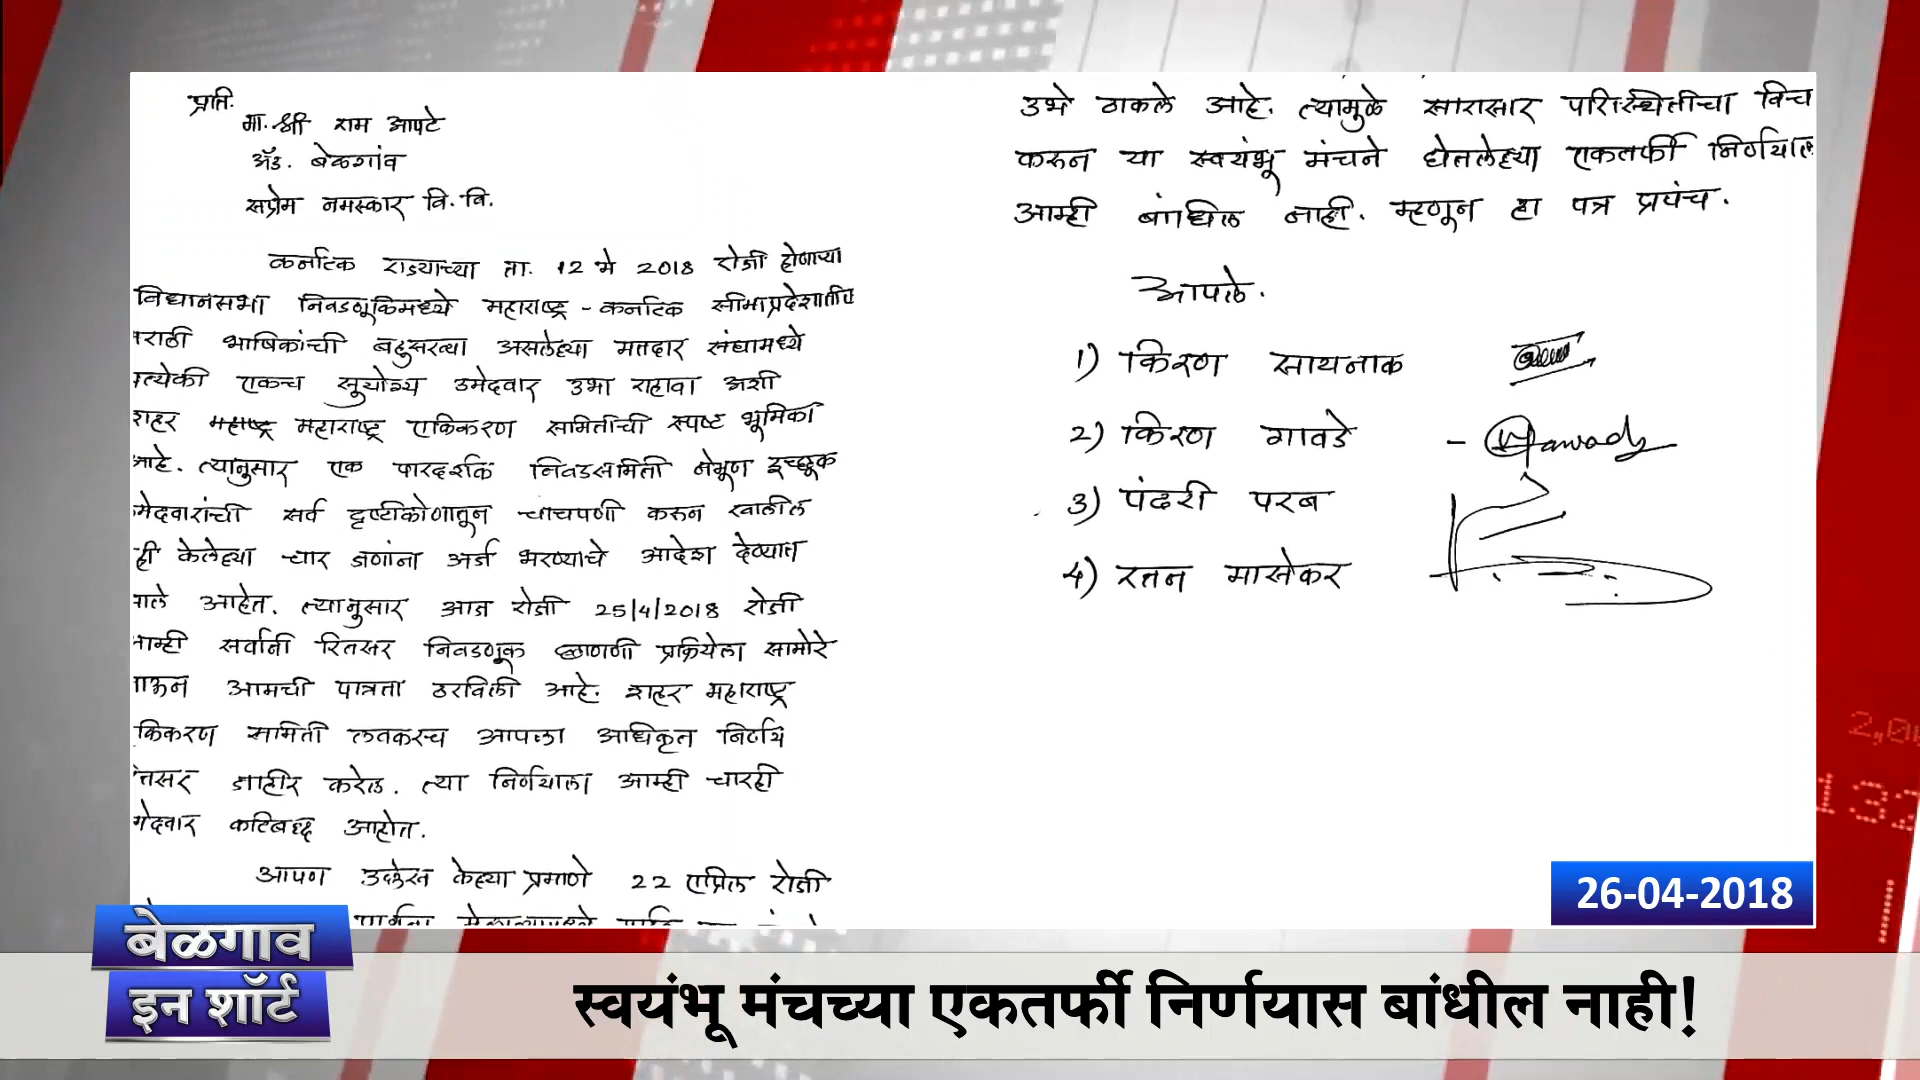 प्रति.
मा. श्री राम आपटे
ॲड. बेळगांव
सप्रेम नमस्कार वि. वि.
कर्नाटक राज्याच्या ता. 12 मे 2018 रोजी होणाऱ्या
विधानसभा निवडणूकिमध्ये महाराष्ट्र - कर्नाटक सीमाप्रदेशातील
मराठी भाषिकांची बहुसंख्या असलेल्या मतदार संघामध्ये
प्रत्येकी एकच सूयोग्य उमेदवार उभा रहावा अशी
शहर महाराष्ट्र एकिकरण समितीची स्पष्ट भूमिका
आहे. त्यानुसार एक पारदर्शक निवडसमिती नेमूण इच्छूक
उमेदवारांची सर्व दृष्टीकोणातून चाचपणी करून खालील
ही केलेल्या चार जणांना अर्ज भरण्याचे आदेश देण्यात
आले आहेत. त्यानुसार आज रोजी 25/4/2018 रोजी
आम्ही सर्वानी रितसर निवडणूक छाणणी प्रक्रियेला सामोरे
जाऊन आमची पात्रता ठरविली आहे. शहर महाराष्ट्र
एकिकरण समिती लवकरच आपला अधिकृत निर्णय
रितसर जाहीर करेल. त्या निर्णयाला आम्ही चारही
उमेदवार कटिबध्द आहोत.
आपण उल्लेख केल्या प्रमाणे 22 एप्रिल रोजी
उभे ठाकले आहे. त्यामुळे सारासार परिस्थितीचा विच
करून या स्वयंभू मंचने घेतलेल्या एकतर्फी निर्णयाला
आम्ही बांधिल नाही. म्हणून हा पत्र प्रपंच.
आपले.
1) किरण सायनाक
2) किरण गावडे - Gawade
3) पंढरी परब
4) रतन मासेकर
26-04-2018
बेळगाव
इन शॉर्ट
स्वयंभू मंचच्या एकतर्फी निर्णयास बांधील नाही!